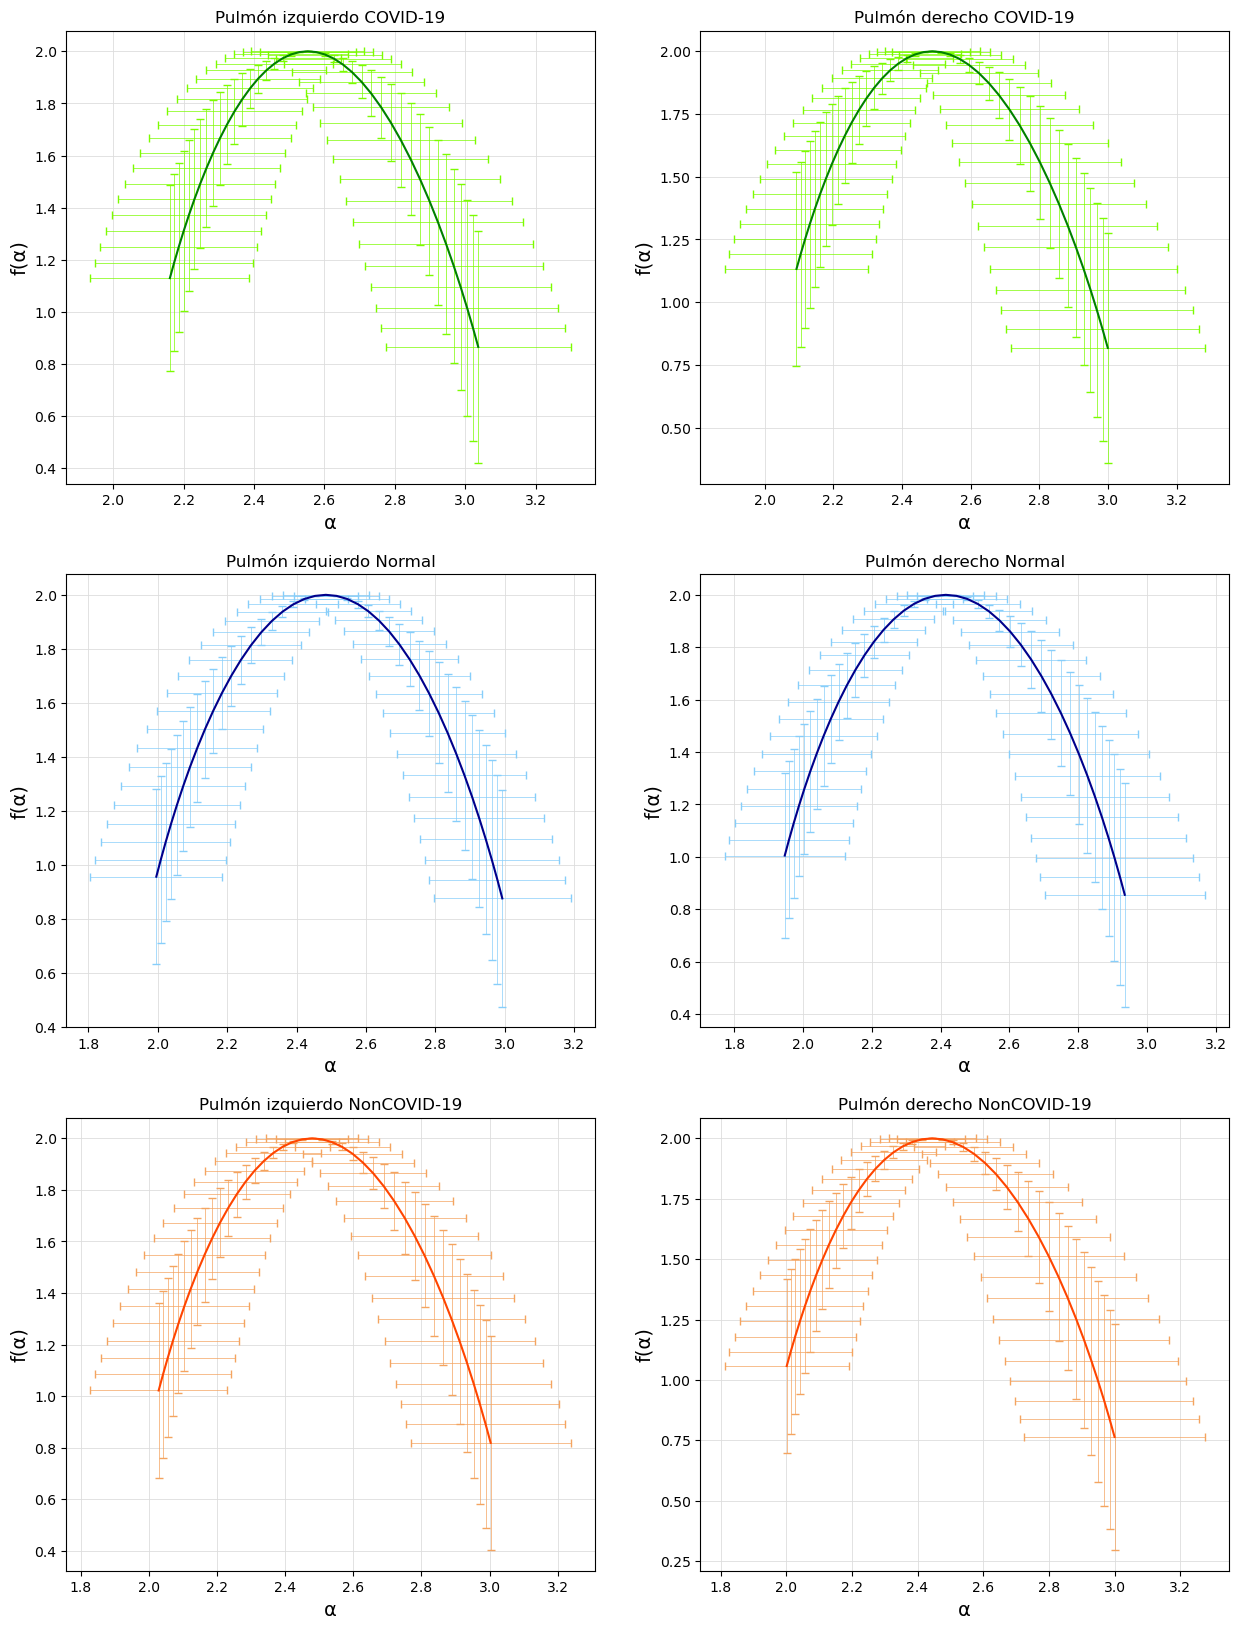 Pulmón izquierdo COVID-19
f(α)
2.0
1.8
1.6
1.4
1.2
1.0
0.8
0.6
0.4
2.0 2.2 2.4 2.6 2.8 3.0 3.2
α
Pulmón derecho COVID-19
f(α)
2.00
1.75
1.50
1.25
1.00
0.75
0.50
2.0 2.2 2.4 2.6 2.8 3.0 3.2
α
Pulmón izquierdo Normal
f(α)
2.0
1.8
1.6
1.4
1.2
1.0
0.8
0.6
0.4
1.8 2.0 2.2 2.4 2.6 2.8 3.0 3.2
α
Pulmón derecho Normal
f(α)
2.0
1.8
1.6
1.4
1.2
1.0
0.8
0.6
0.4
1.8 2.0 2.2 2.4 2.6 2.8 3.0 3.2
α
Pulmón izquierdo NonCOVID-19
f(α)
2.0
1.8
1.6
1.4
1.2
1.0
0.8
0.6
0.4
1.8 2.0 2.2 2.4 2.6 2.8 3.0 3.2
α
Pulmón derecho NonCOVID-19
f(α)
2.00
1.75
1.50
1.25
1.00
0.75
0.50
0.25
1.8 2.0 2.2 2.4 2.6 2.8 3.0 3.2
α